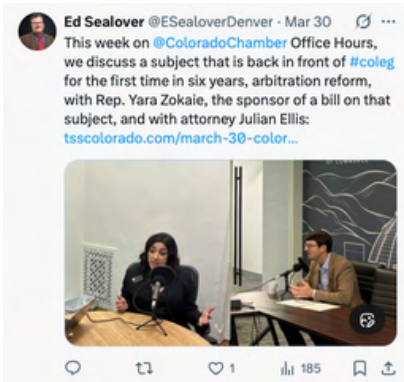 Ed Sealover @ESealoverDenver · Mar 30
This week on @ColoradoChamber Office Hours,
we discuss a subject that is back in front of #coleg
for the first time in six years, arbitration reform,
with Rep. Yara Zokaie, the sponsor of a bill on that
subject, and with attorney Julian Ellis:
tsscolorado.com/march-30-color...
1
185